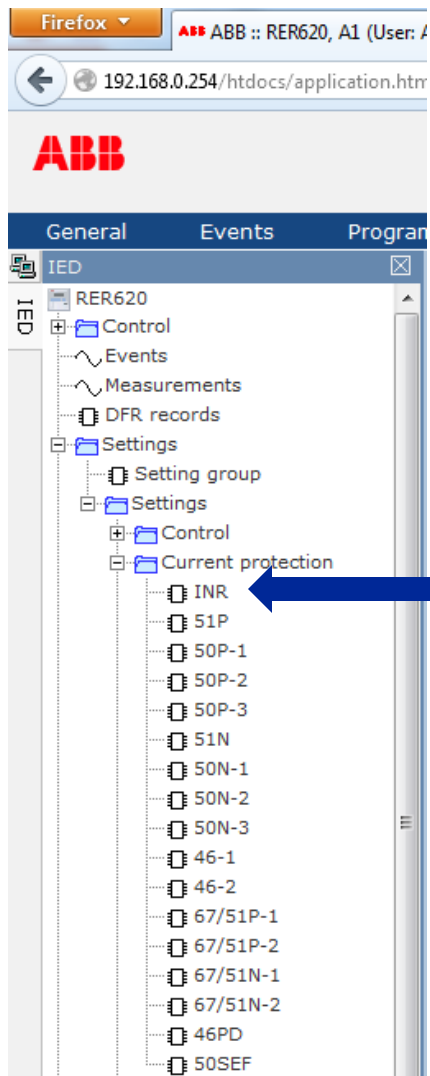 Firefox
ABB ABB :: RER620, A1 (User: A
192.168.0.254/htdocs/application.htm
ABB
General Events Program
IED
IED
RER620
Control
Events
Measurements
DFR records
Settings
Setting group
Settings
Control
Current protection
INR
51P
50P-1
50P-2
50P-3
51N
50N-1
50N-2
50N-3
46-1
46-2
67/51P-1
67/51P-2
67/51N-1
67/51N-2
46PD
50SEF